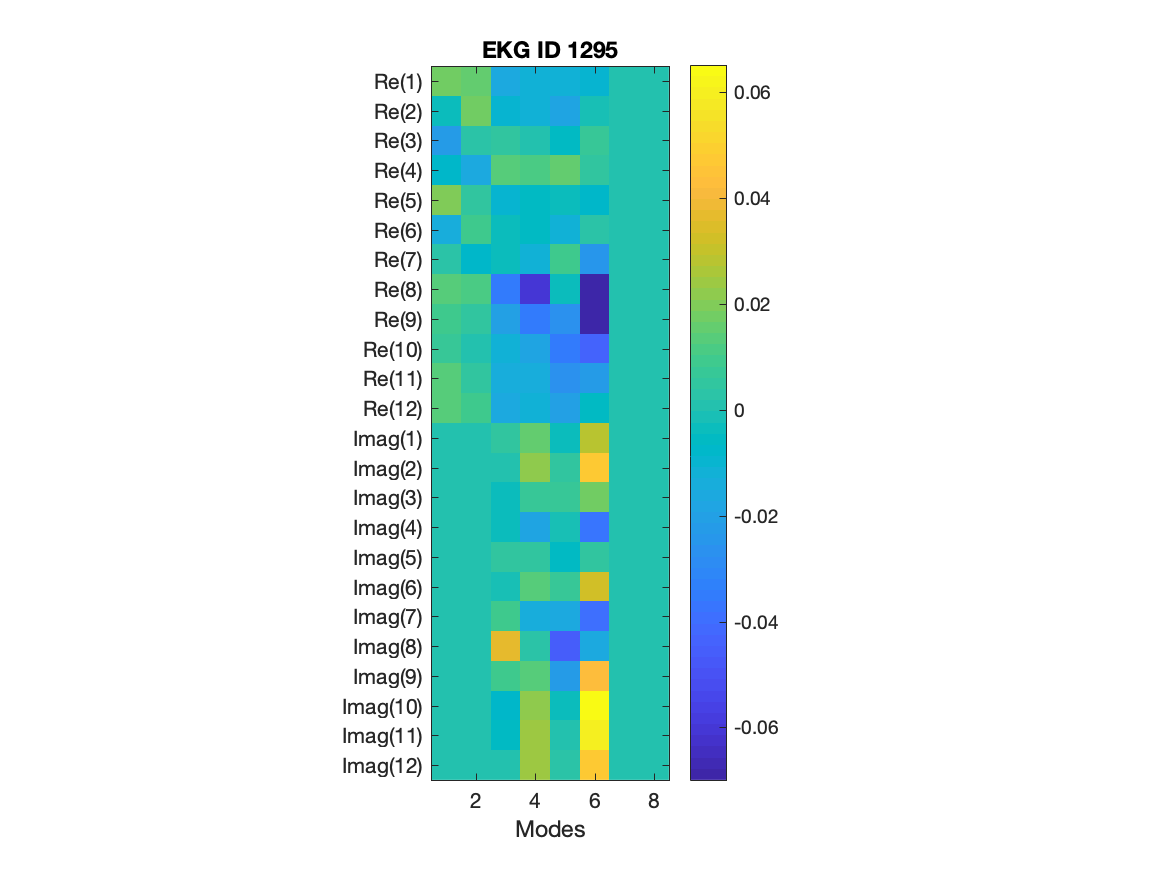 EKG ID 1295
Re(1)
Re(2)
Re(3)
Re(4)
Re(5)
Re(6)
Re(7)
Re(8)
Re(9)
Re(10)
Re(11)
Re(12)
Imag(1)
Imag(2)
Imag(3)
Imag(4)
Imag(5)
Imag(6)
Imag(7)
Imag(8)
Imag(9)
Imag(10)
Imag(11)
Imag(12)
2 4 6 8
Modes
0.06
0.04
0.02
0
-0.02
-0.04
-0.06